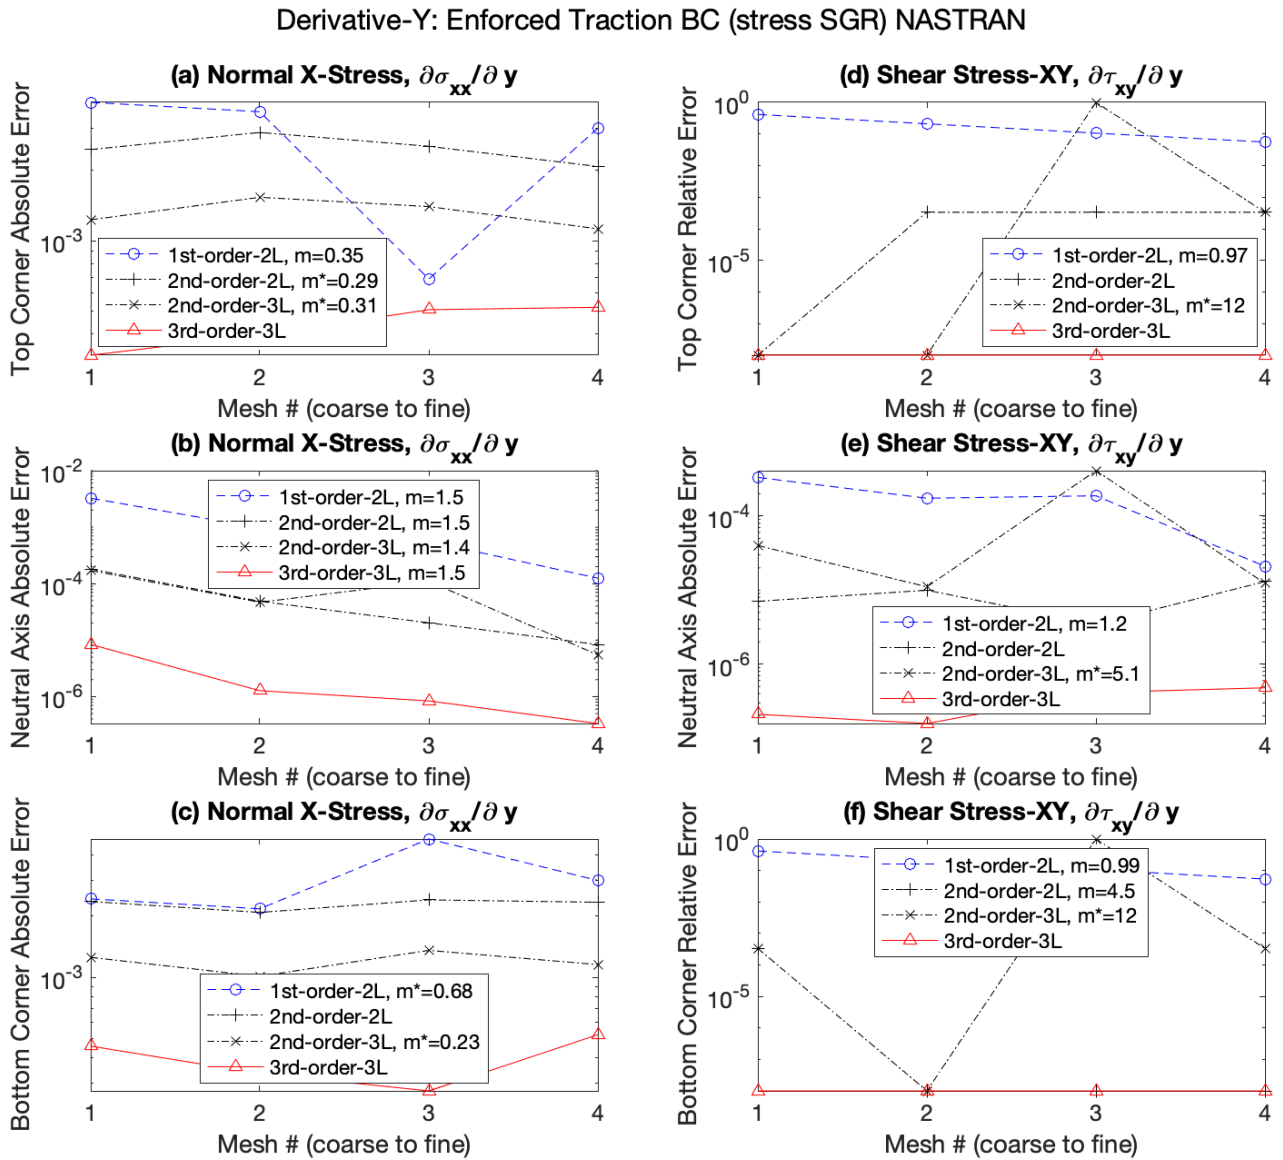 Derivative-Y: Enforced Traction BC (stress SGR) NASTRAN
(a) Normal X-Stress, ∂σxx/∂ y
Top Corner Absolute Error
10^-3
1st-order-2L, m=0.35
2nd-order-2L, m*=0.29
2nd-order-3L, m*=0.31
3rd-order-3L
1 2 3 4
Mesh # (coarse to fine)
(d) Shear Stress-XY, ∂τxy/∂ y
Top Corner Relative Error
10^0
10^-5
1st-order-2L, m=0.97
2nd-order-2L
2nd-order-3L, m*=12
3rd-order-3L
1 2 3 4
Mesh # (coarse to fine)
(b) Normal X-Stress, ∂σxx/∂ y
Neutral Axis Absolute Error
10^-2
10^-4
10^-6
1st-order-2L, m=1.5
2nd-order-2L, m=1.5
2nd-order-3L, m=1.4
3rd-order-3L, m=1.5
1 2 3 4
Mesh # (coarse to fine)
(e) Shear Stress-XY, ∂τxy/∂ y
Neutral Axis Absolute Error
10^-4
10^-6
1st-order-2L, m=1.2
2nd-order-2L
2nd-order-3L, m*=5.1
3rd-order-3L
1 2 3 4
Mesh # (coarse to fine)
(c) Normal X-Stress, ∂σxx/∂ y
Bottom Corner Absolute Error
10^-3
1st-order-2L, m*=0.68
2nd-order-2L
2nd-order-3L, m*=0.23
3rd-order-3L
1 2 3 4
Mesh # (coarse to fine)
(f) Shear Stress-XY, ∂τxy/∂ y
Bottom Corner Relative Error
10^0
10^-5
1st-order-2L, m=0.99
2nd-order-2L, m=4.5
2nd-order-3L, m*=12
3rd-order-3L
1 2 3 4
Mesh # (coarse to fine)